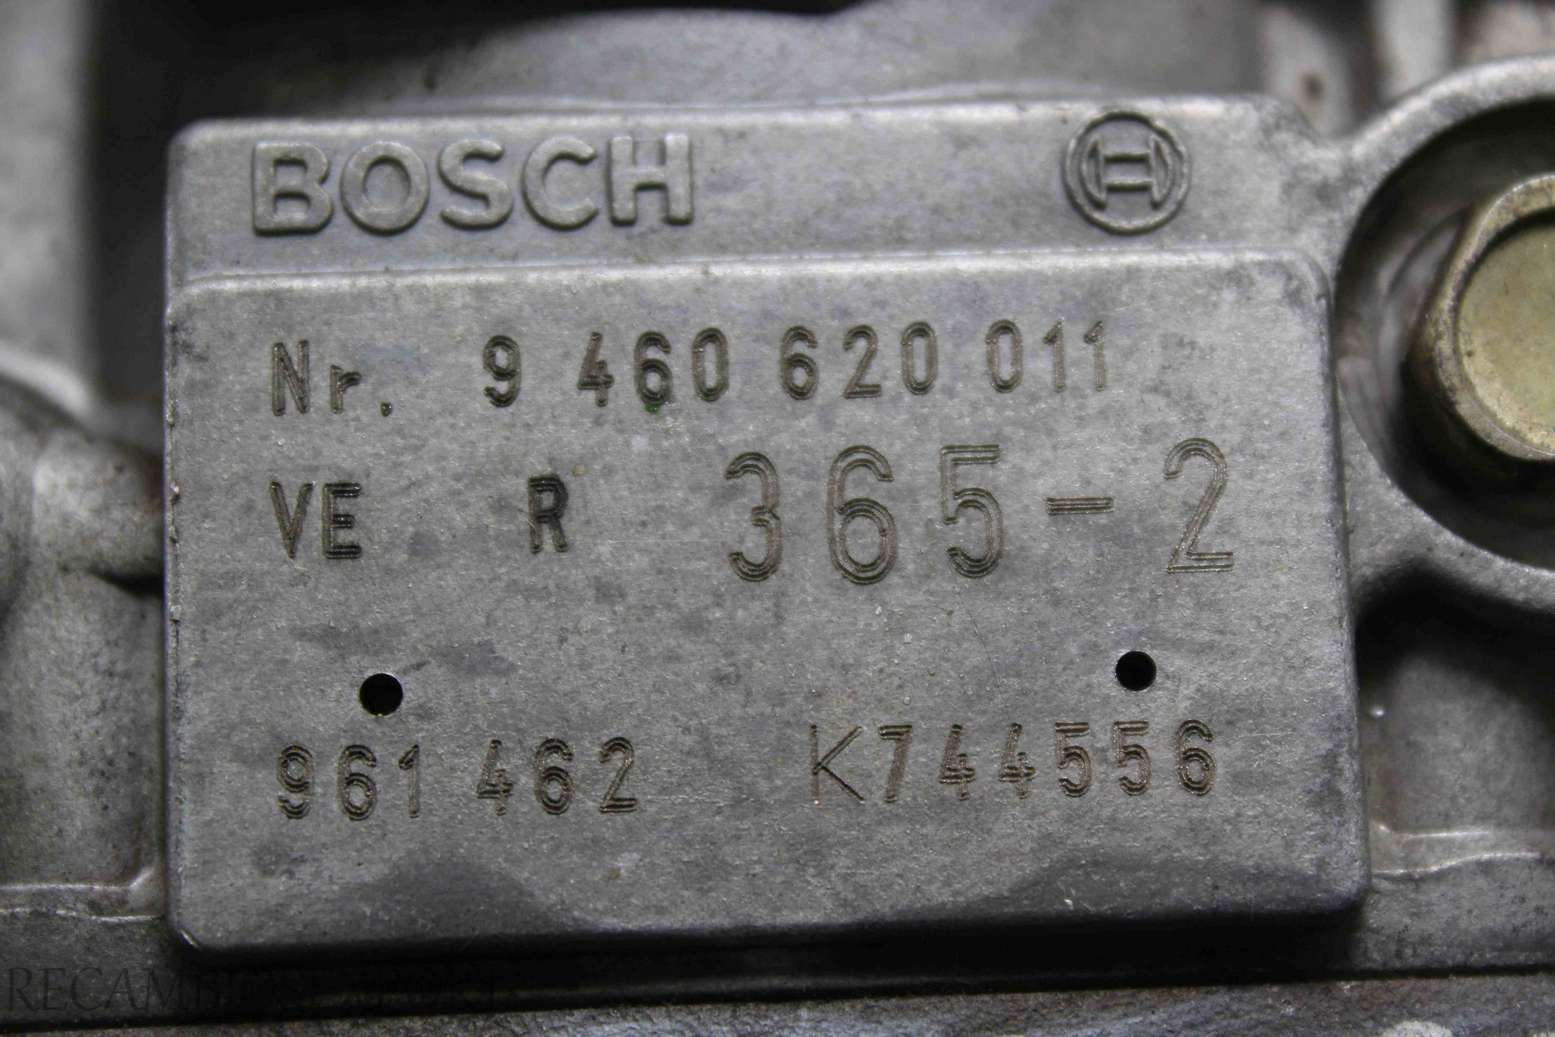 BOSCH
Nr. 9 460 620 011
VE R 365-2
961 462 K744556